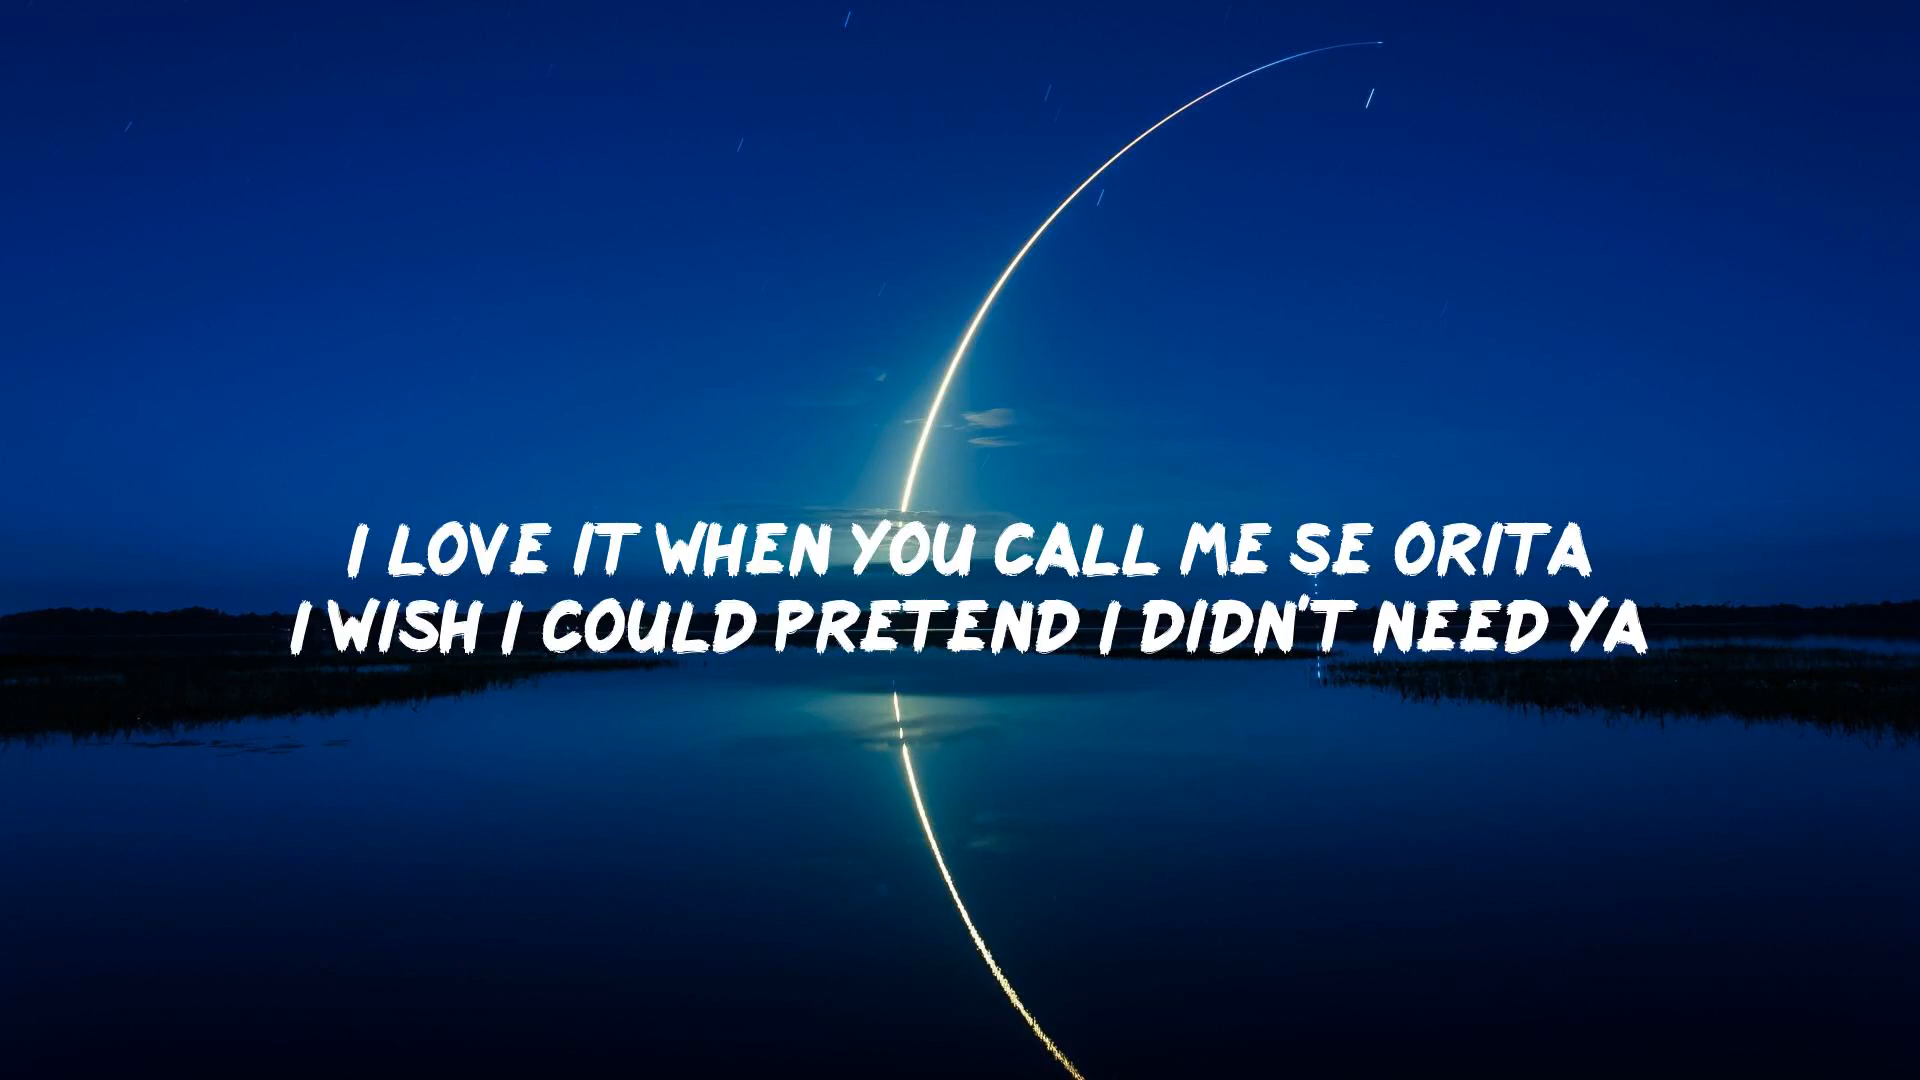 I LOVE IT WHEN YOU CALL ME SE ORITA
I WISH I COULD PRETEND I DIDN'T NEED YA